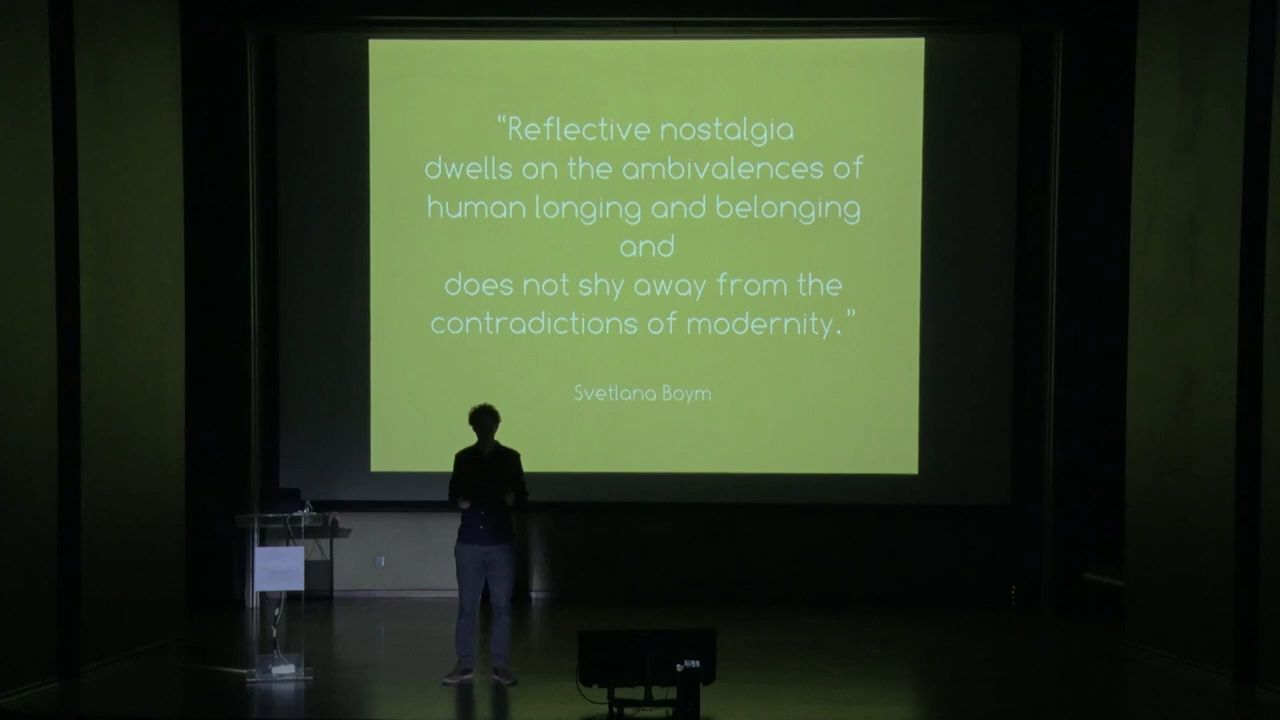 “Reflective nostalgia
dwells on the ambivalences of
human longing and belonging
and
does not shy away from the
contradictions of modernity.”
Svetlana Boym